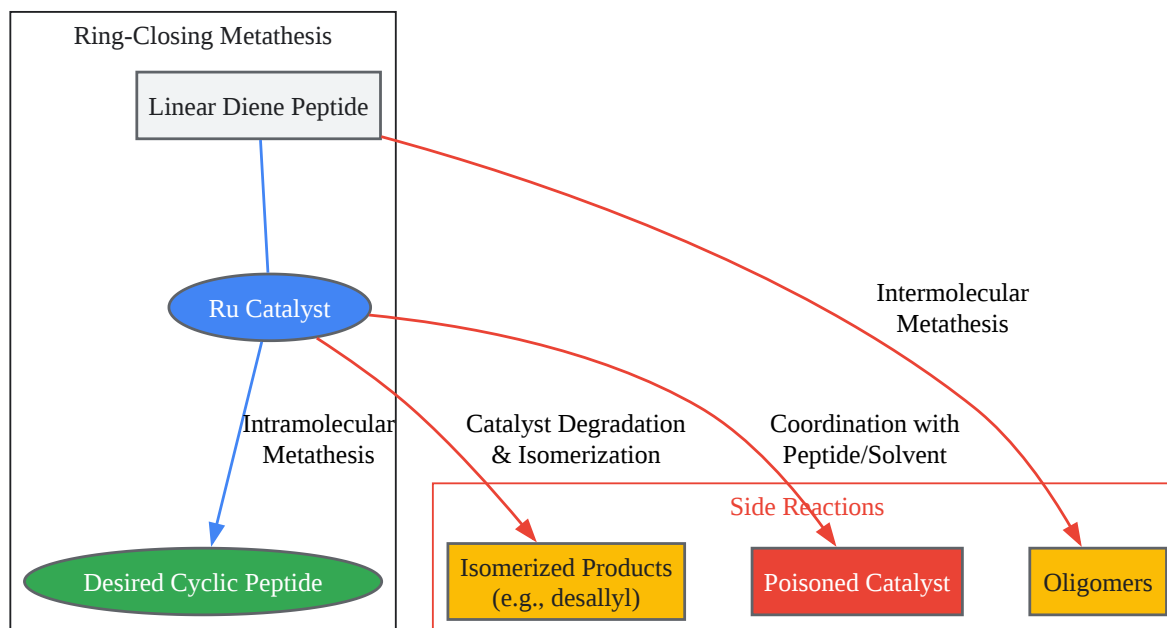 Ring-Closing Metathesis
Linear Diene Peptide
Ru Catalyst
Intermolecular
Metathesis
Intramolecular
Metathesis
Catalyst Degradation
& Isomerization
Coordination with
Peptide/Solvent
Side Reactions
Desired Cyclic Peptide
Isomerized Products
(e.g., desallyl)
Poisoned Catalyst
Oligomers